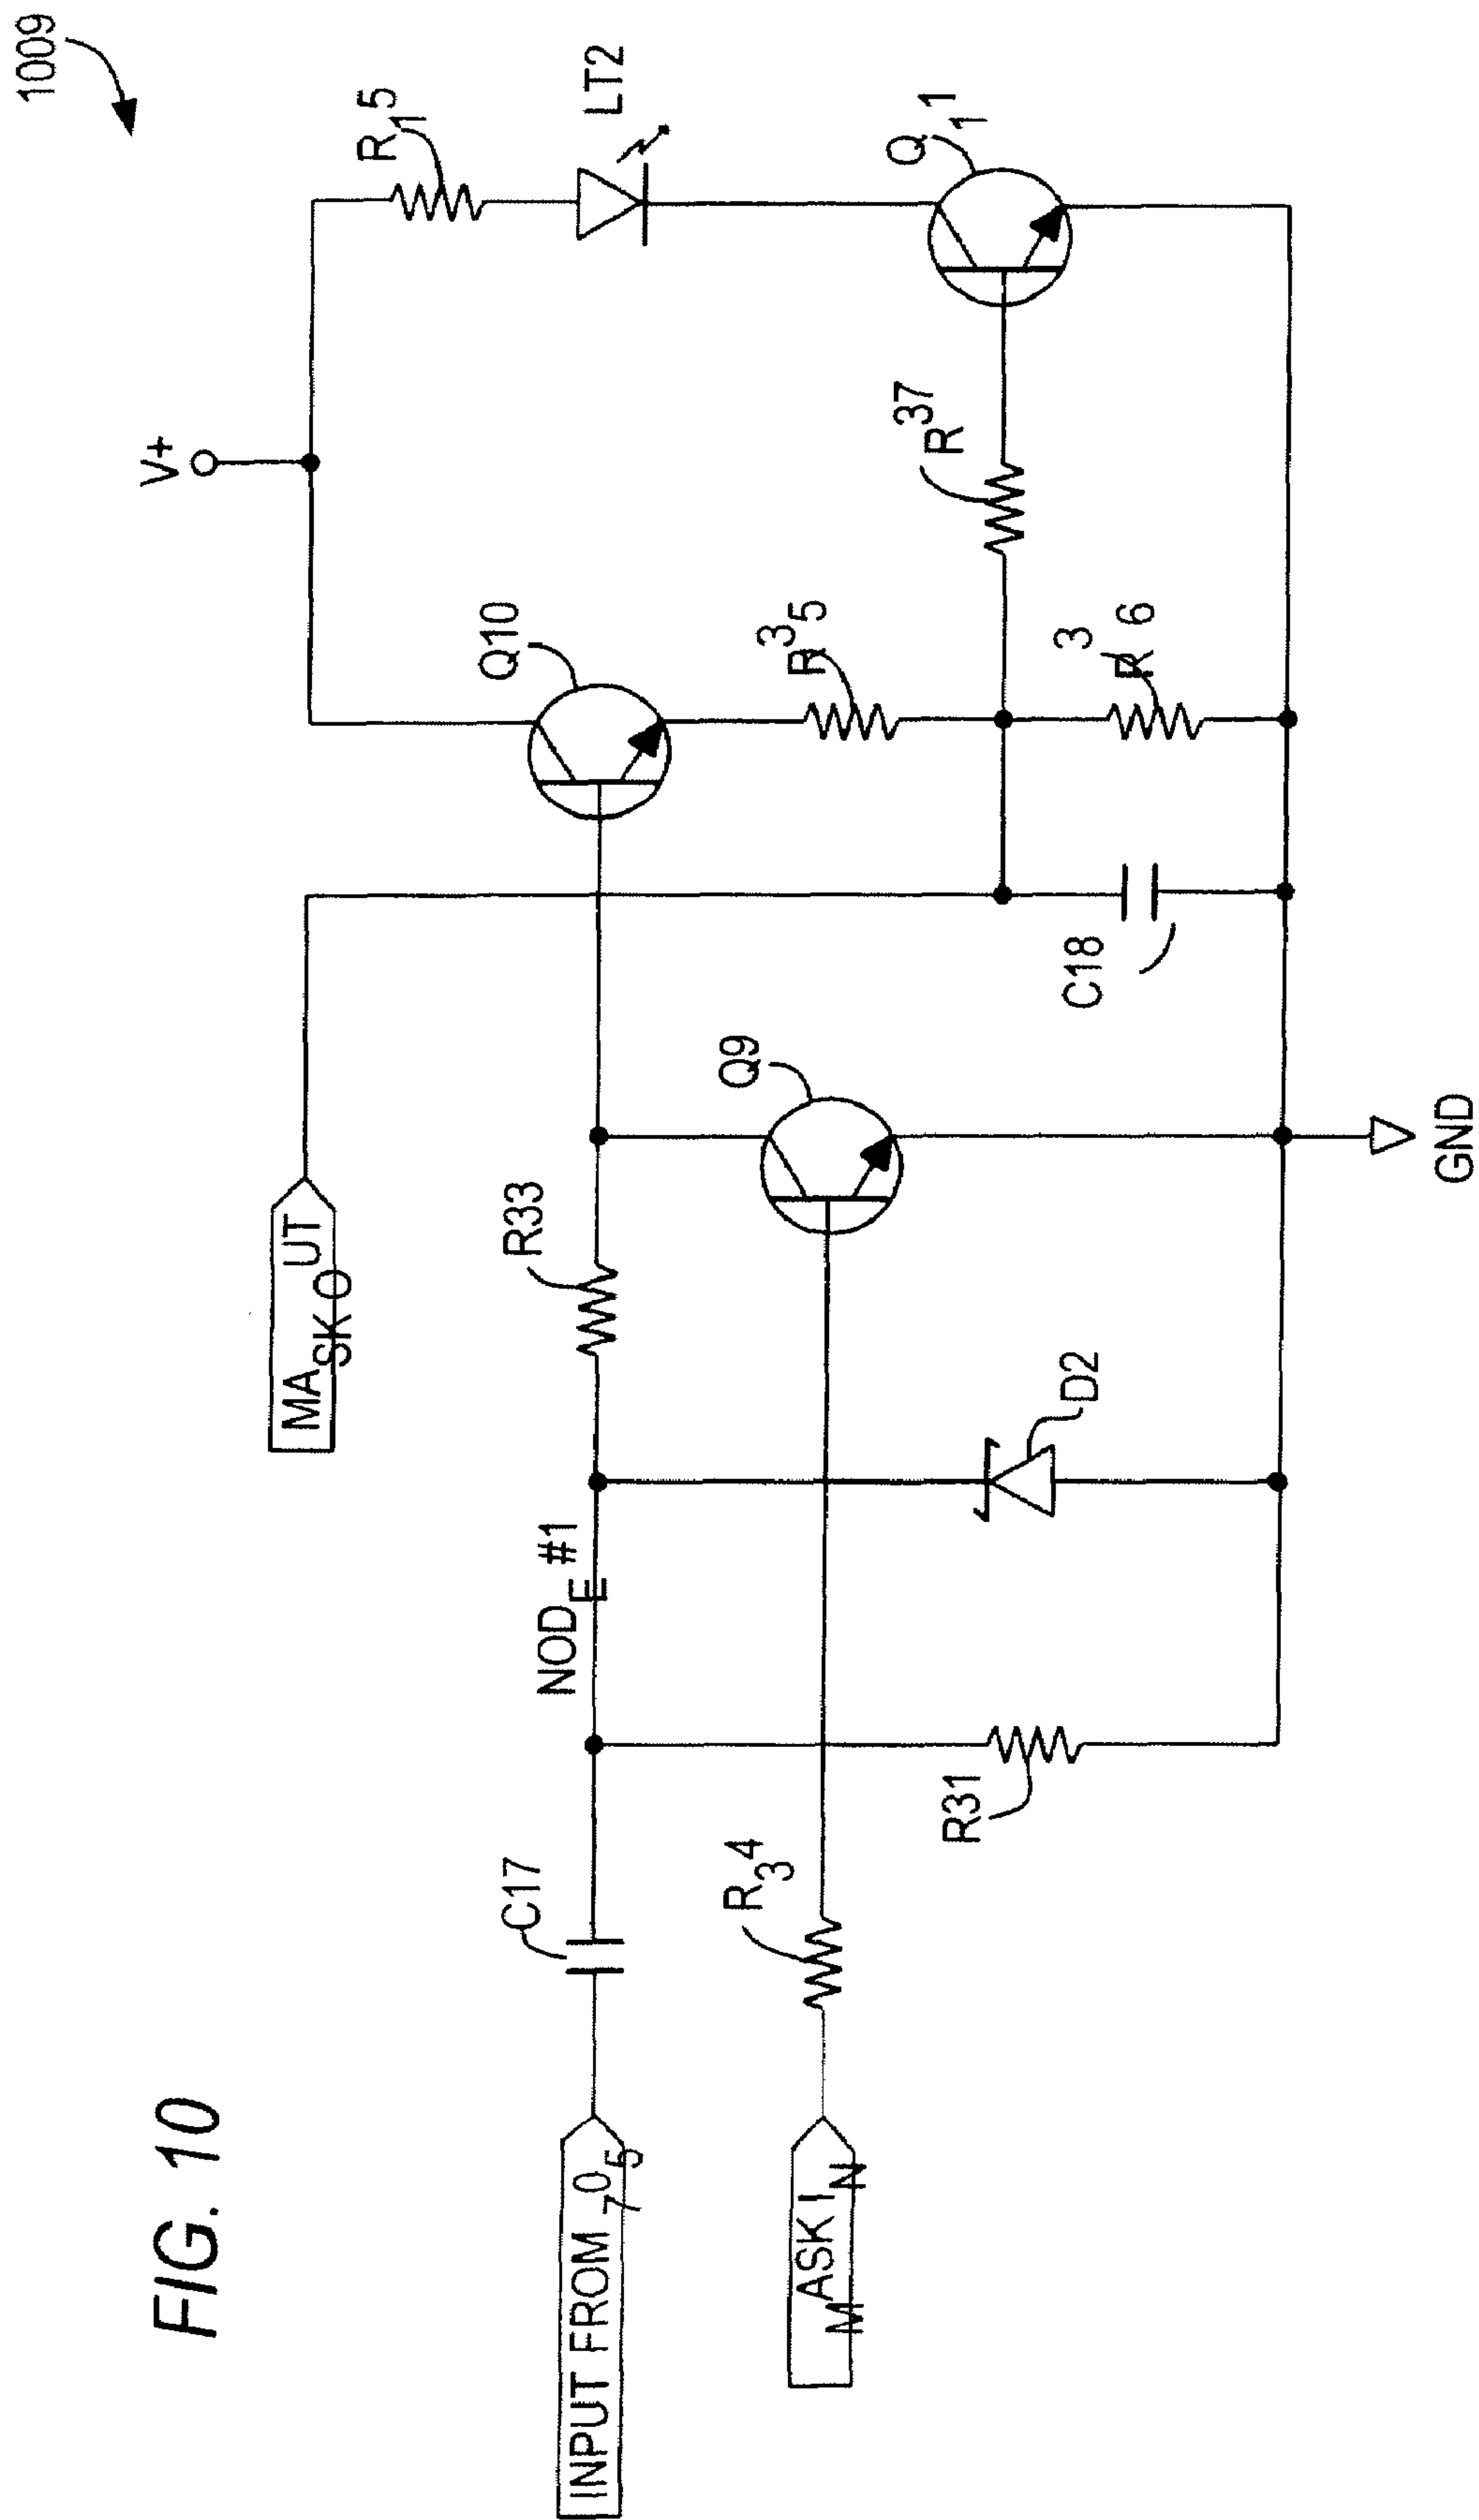 FIG. 10
1009
V+
R15
LT2
Q10
Q11
R37
R35
R36
MASK OUT
C18
R33
Q9
NODE #1
D2
GND
C17
R34
R31
INPUT FROM 705
MASK IN